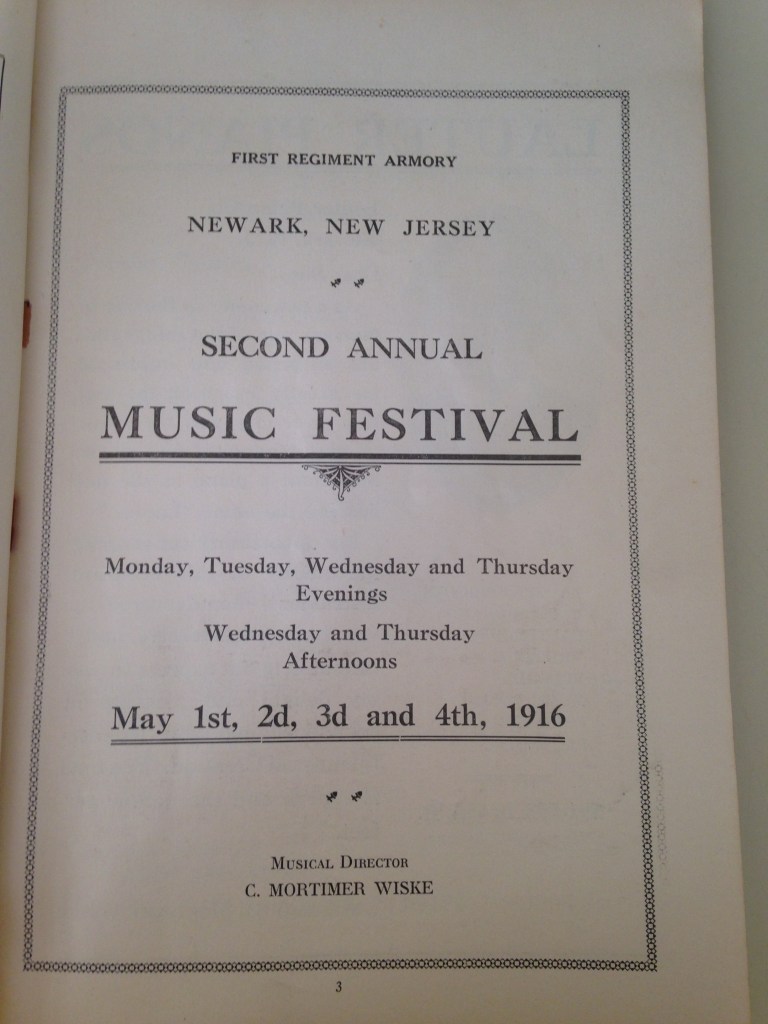 FIRST REGIMENT ARMORY
NEWARK, NEW JERSEY
SECOND ANNUAL
MUSIC FESTIVAL
Monday, Tuesday, Wednesday and Thursday
Evenings
Wednesday and Thursday
Afternoons
May 1st, 2d, 3d and 4th, 1916
MUSICAL DIRECTOR
C. MORTIMER WISKE
3